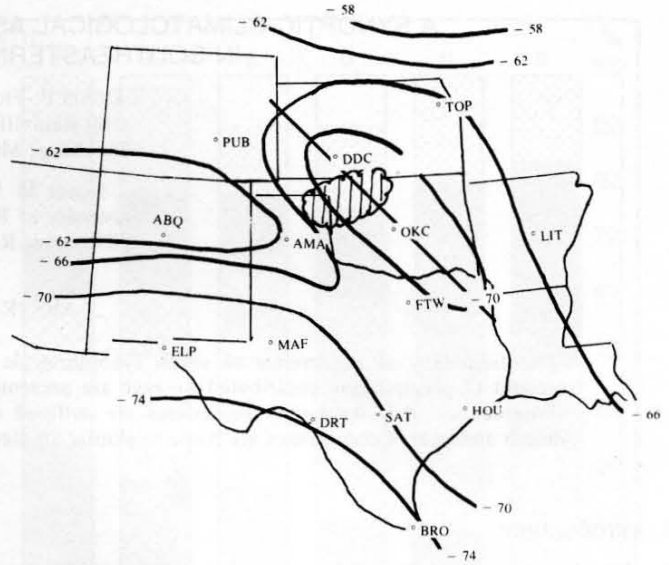 - 58
- 62
- 58
- 62
TOP
PUB
- 62
DDC
ABQ
OKC
LIT
- 62
AMA
- 66
- 70
FTW
- 70
ELP
MAF
- 74
- 66
DRT
SAT
HOU
- 70
BRO
- 74